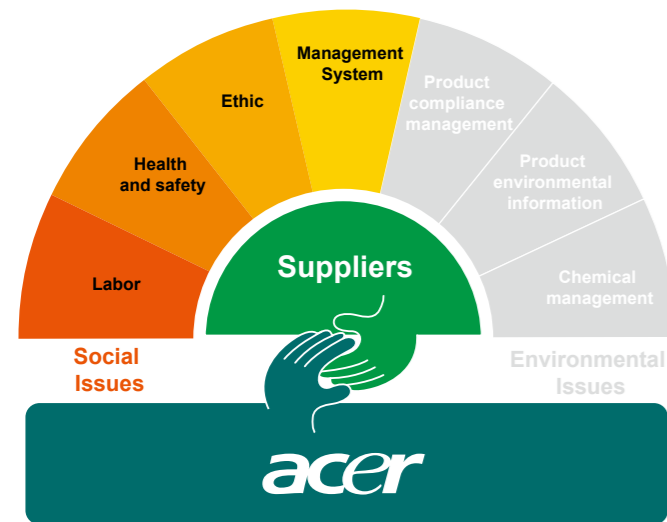 Management
System
Product
compliance
management
Ethic
Health
and safety
Product
environmental
information
Labor
Suppliers
Chemical
management
Social
Issues
Environmental
Issues
acer